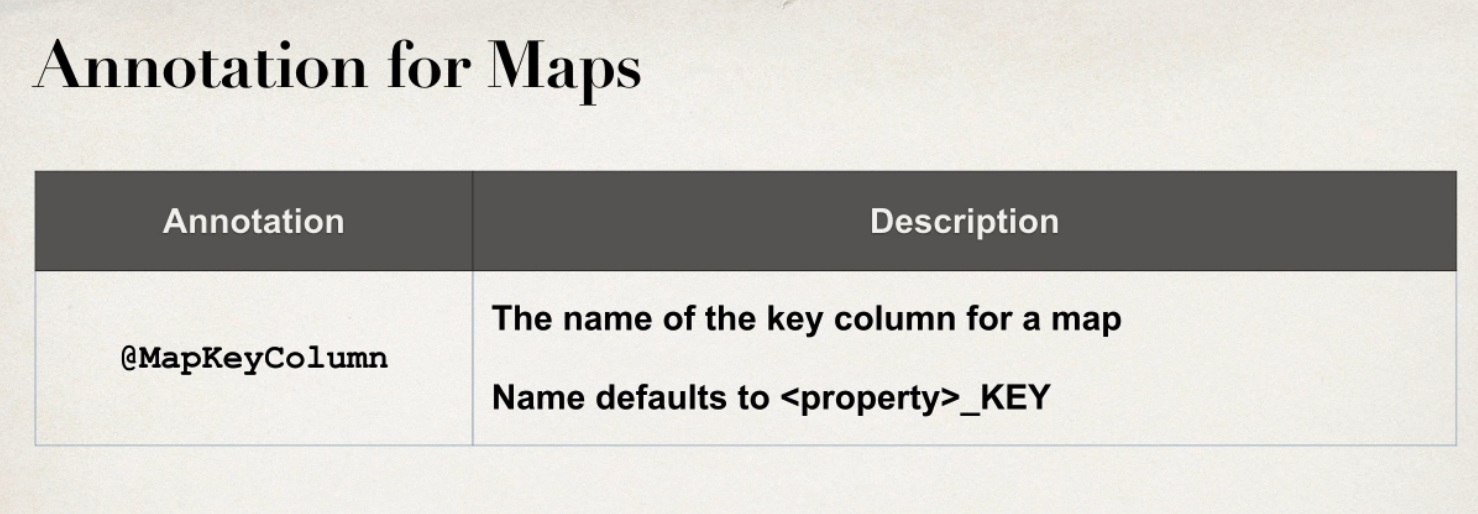 Annotation for Maps
Annotation
Description
@MapKeyColumn
The name of the key column for a map
Name defaults to <property>_KEY